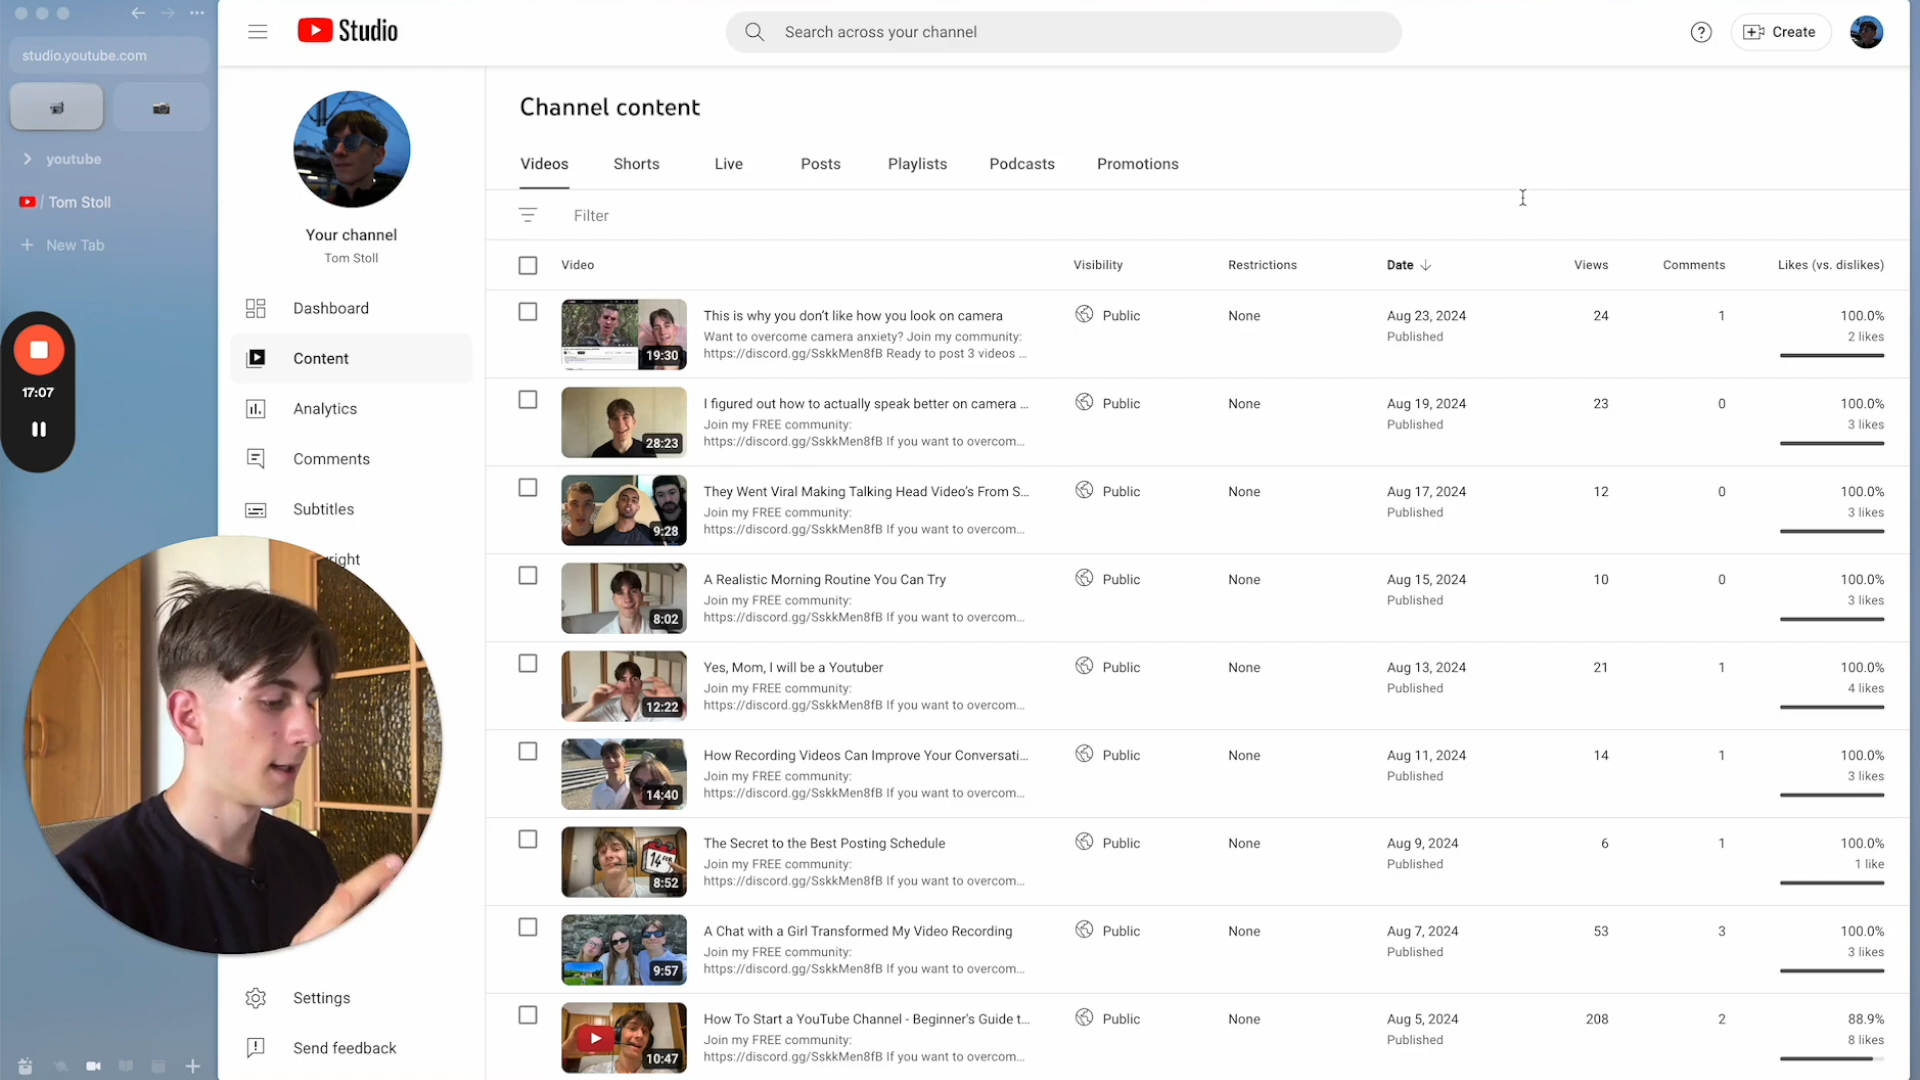 studio.youtube.com
youtube
/ Tom Stoll
New Tab
17:07
Studio
Search across your channel
Create
Your channel
Tom Stoll
Dashboard
Content
Analytics
Comments
Subtitles
right
Settings
Send feedback
Channel content
Videos Shorts Live Posts Playlists Podcasts Promotions
Filter
Video Visibility Restrictions Date Views Comments Likes (vs. dislikes)
19:30
This is why you don't like how you look on camera
Want to overcome camera anxiety? Join my community:
https://discord.gg/SskkMen8fB Ready to post 3 videos ...
Public None Aug 23, 2024 24 1 100.0%
Published 2 likes
28:23
I figured out how to actually speak better on camera ...
Join my FREE community:
https://discord.gg/SskkMen8fB If you want to overcom...
Public None Aug 19, 2024 23 0 100.0%
Published 3 likes
9:28
They Went Viral Making Talking Head Video's From S...
Join my FREE community:
https://discord.gg/SskkMen8fB If you want to overcom...
Public None Aug 17, 2024 12 0 100.0%
Published 3 likes
8:02
A Realistic Morning Routine You Can Try
Join my FREE community:
https://discord.gg/SskkMen8fB If you want to overcom...
Public None Aug 15, 2024 10 0 100.0%
Published 3 likes
12:22
Yes, Mom, I will be a Youtuber
Join my FREE community:
https://discord.gg/SskkMen8fB If you want to overcom...
Public None Aug 13, 2024 21 1 100.0%
Published 4 likes
14:40
How Recording Videos Can Improve Your Conversati...
Join my FREE community:
https://discord.gg/SskkMen8fB If you want to overcom...
Public None Aug 11, 2024 14 1 100.0%
Published 3 likes
14
8:52
The Secret to the Best Posting Schedule
Join my FREE community:
https://discord.gg/SskkMen8fB If you want to overcom...
Public None Aug 9, 2024 6 1 100.0%
Published 1 like
9:57
A Chat with a Girl Transformed My Video Recording
Join my FREE community:
https://discord.gg/SskkMen8fB If you want to overcom...
Public None Aug 7, 2024 53 3 100.0%
Published 3 likes
10:47
How To Start a YouTube Channel - Beginner's Guide t...
Join my FREE community:
https://discord.gg/SskkMen8fB If you want to overcom...
Public None Aug 5, 2024 208 2 88.9%
Published 8 likes